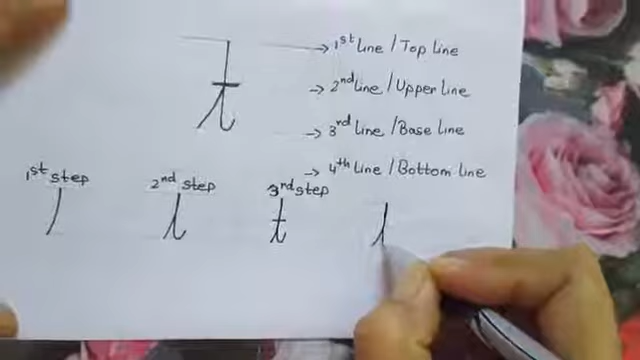 t
→ 1st Line / Top Line
→ 2nd Line / Upper Line
→ 3rd Line / Base Line
→ 4th Line / Bottom Line
1st step
2nd step
3rd step
t